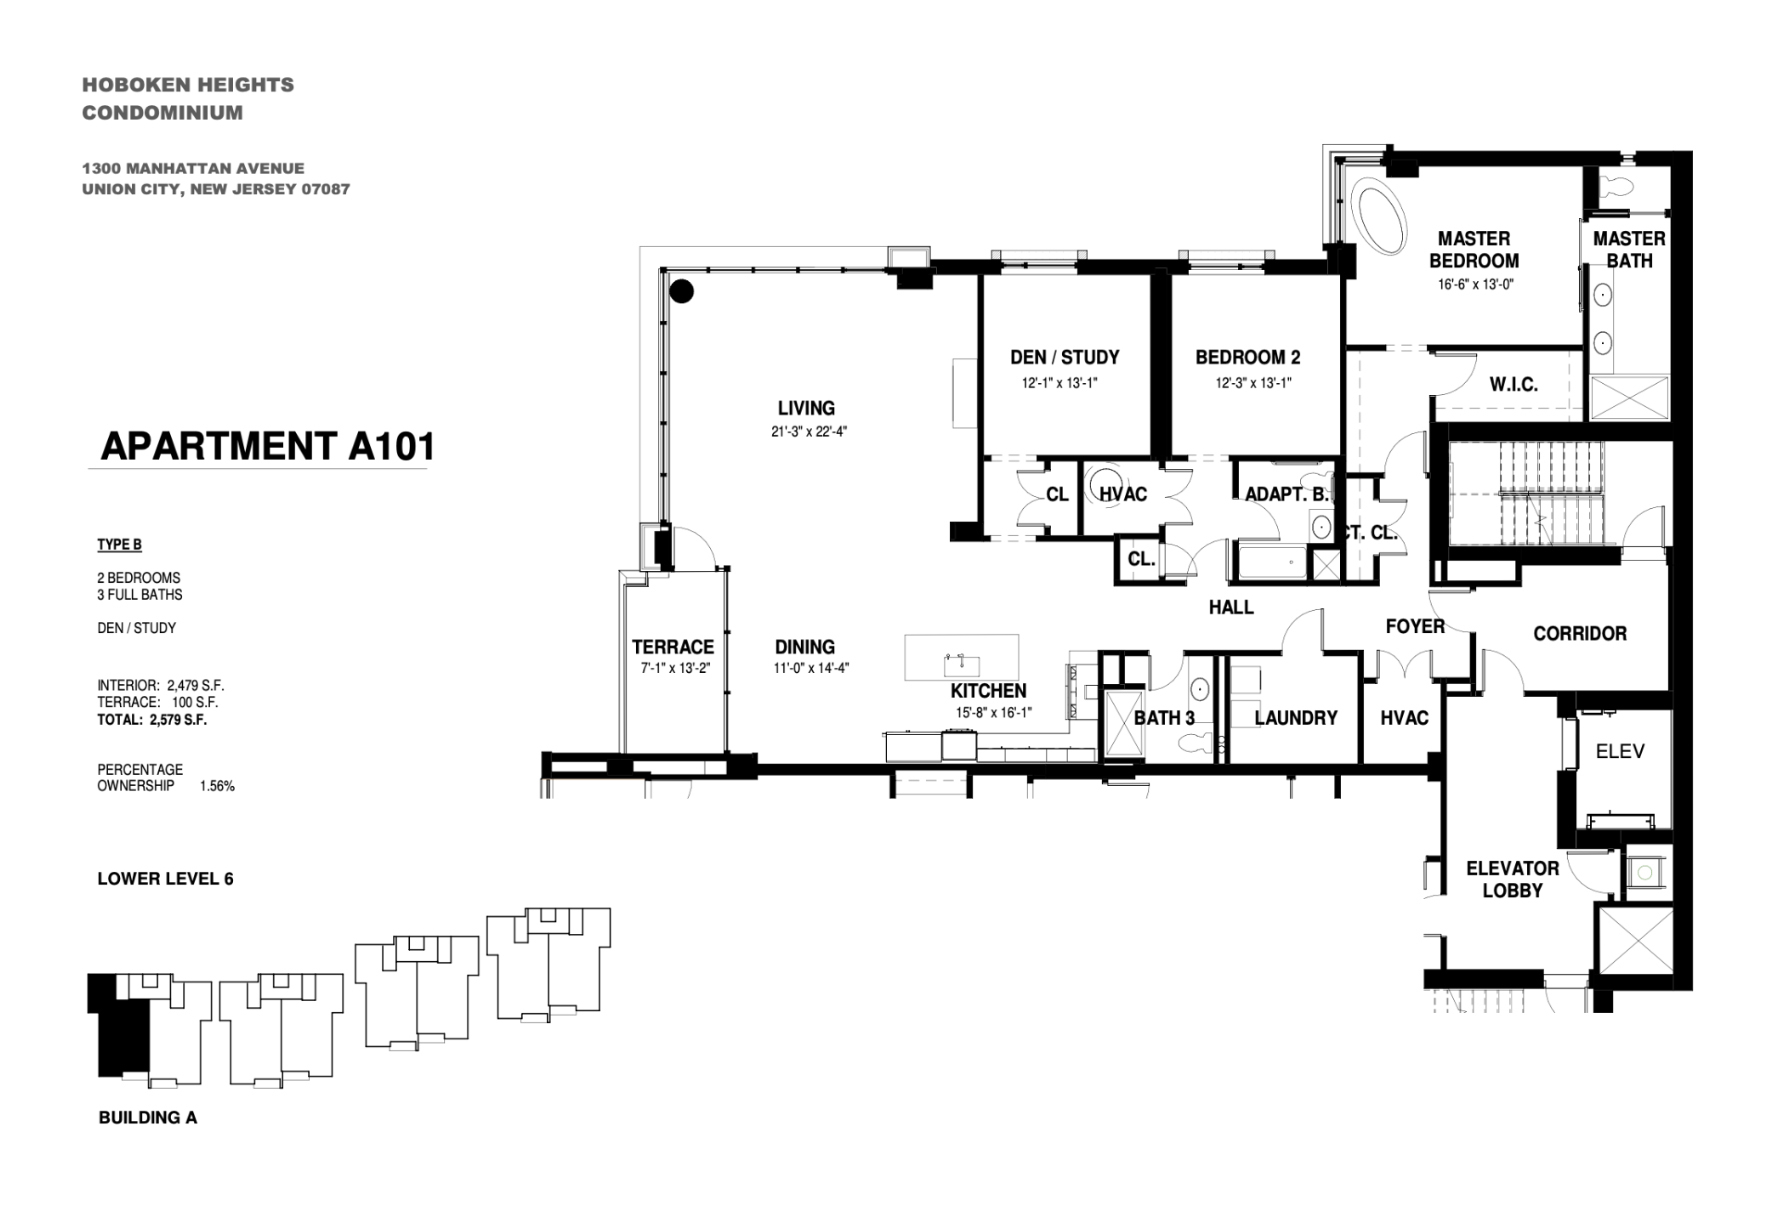 HOBOKEN HEIGHTS
CONDOMINIUM
1300 MANHATTAN AVENUE
UNION CITY, NEW JERSEY 07087
APARTMENT A101
TYPE B
2 BEDROOMS
3 FULL BATHS
DEN / STUDY
INTERIOR: 2,479 S.F.
TERRACE: 100 S.F.
TOTAL: 2,579 S.F.
PERCENTAGE
OWNERSHIP 1.56%
LOWER LEVEL 6
BUILDING A
MASTER
BEDROOM
16'-6" x 13'-0"
MASTER
BATH
DEN / STUDY
12'-1" x 13'-1"
BEDROOM 2
12'-3" x 13'-1"
W.I.C.
LIVING
21'-3" x 22'-4"
CL
HVAC
ADAPT. B.
CT. CL.
CL.
HALL
FOYER
CORRIDOR
TERRACE
7'-1" x 13'-2"
DINING
11'-0" x 14'-4"
KITCHEN
15'-8" x 16'-1"
BATH 3
LAUNDRY
HVAC
ELEV
ELEVATOR
LOBBY